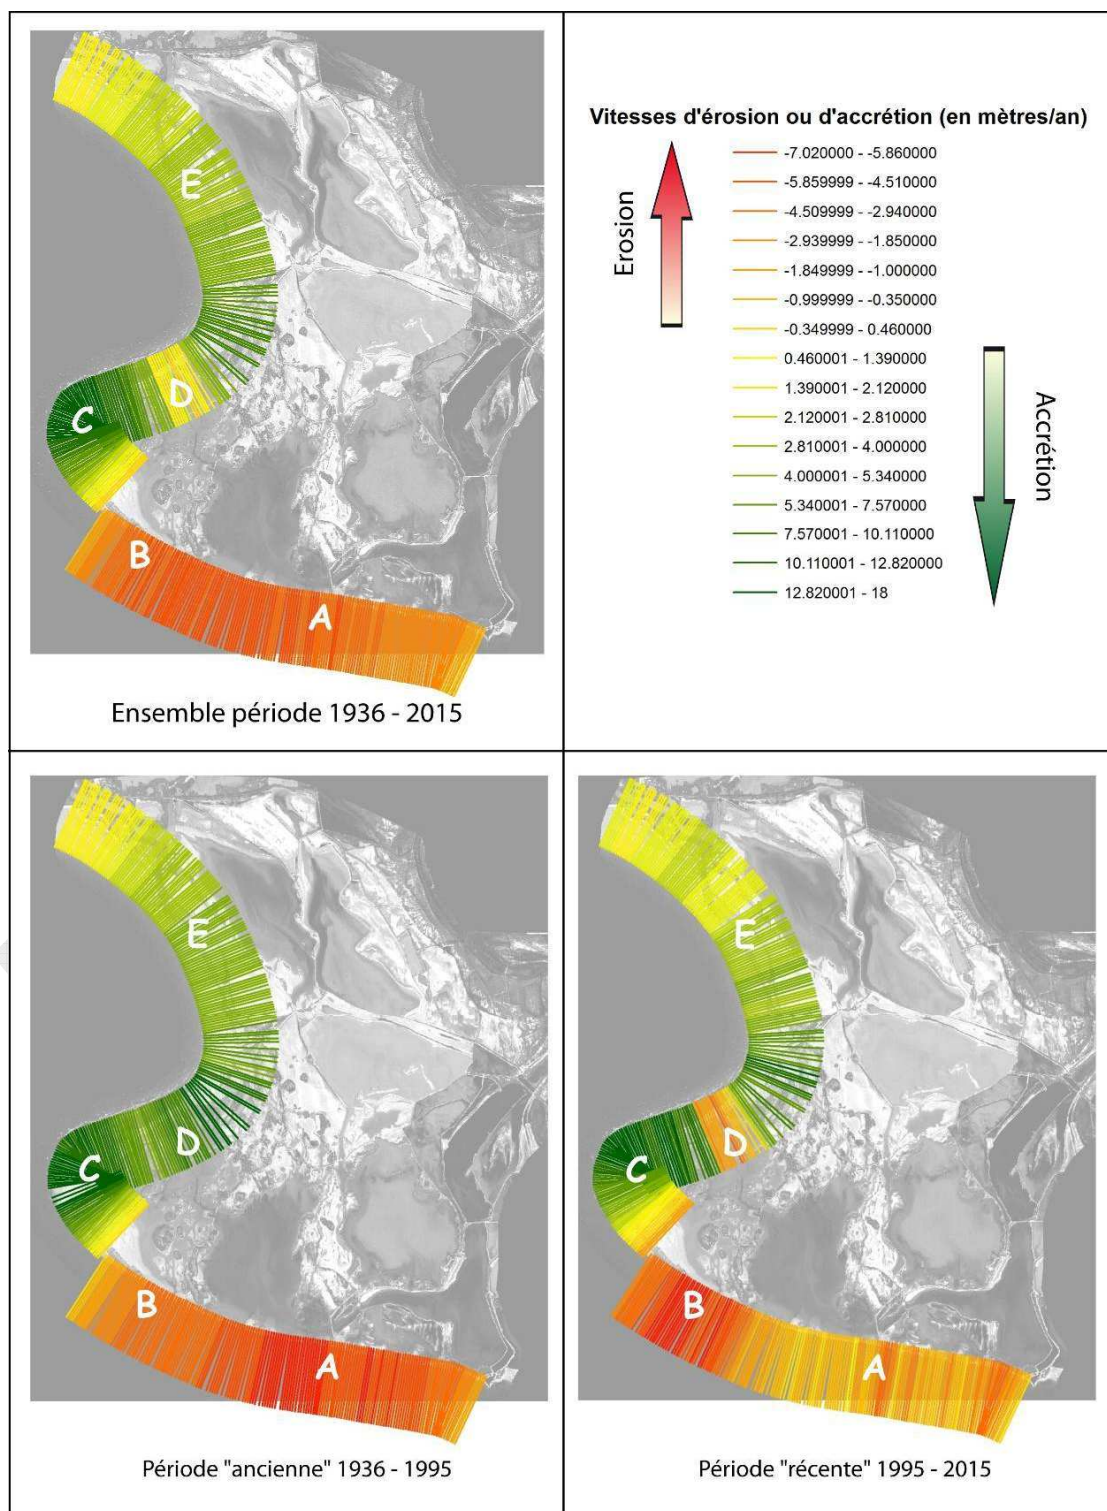 E
D
C
B
A
Ensemble période 1936 - 2015
Vitesses d'érosion ou d'accrétion (en mètres/an)
Erosion
-7.020000 - -5.860000
-5.859999 - -4.510000
-4.509999 - -2.940000
-2.939999 - -1.850000
-1.849999 - -1.000000
-0.999999 - -0.350000
-0.349999 - 0.460000
0.460001 - 1.390000
1.390001 - 2.120000
2.120001 - 2.810000
2.810001 - 4.000000
4.000001 - 5.340000
5.340001 - 7.570000
7.570001 - 10.110000
10.110001 - 12.820000
12.820001 - 18
Accrétion
E
D
C
B
A
Période "ancienne" 1936 - 1995
E
D
C
B
A
Période "récente" 1995 - 2015